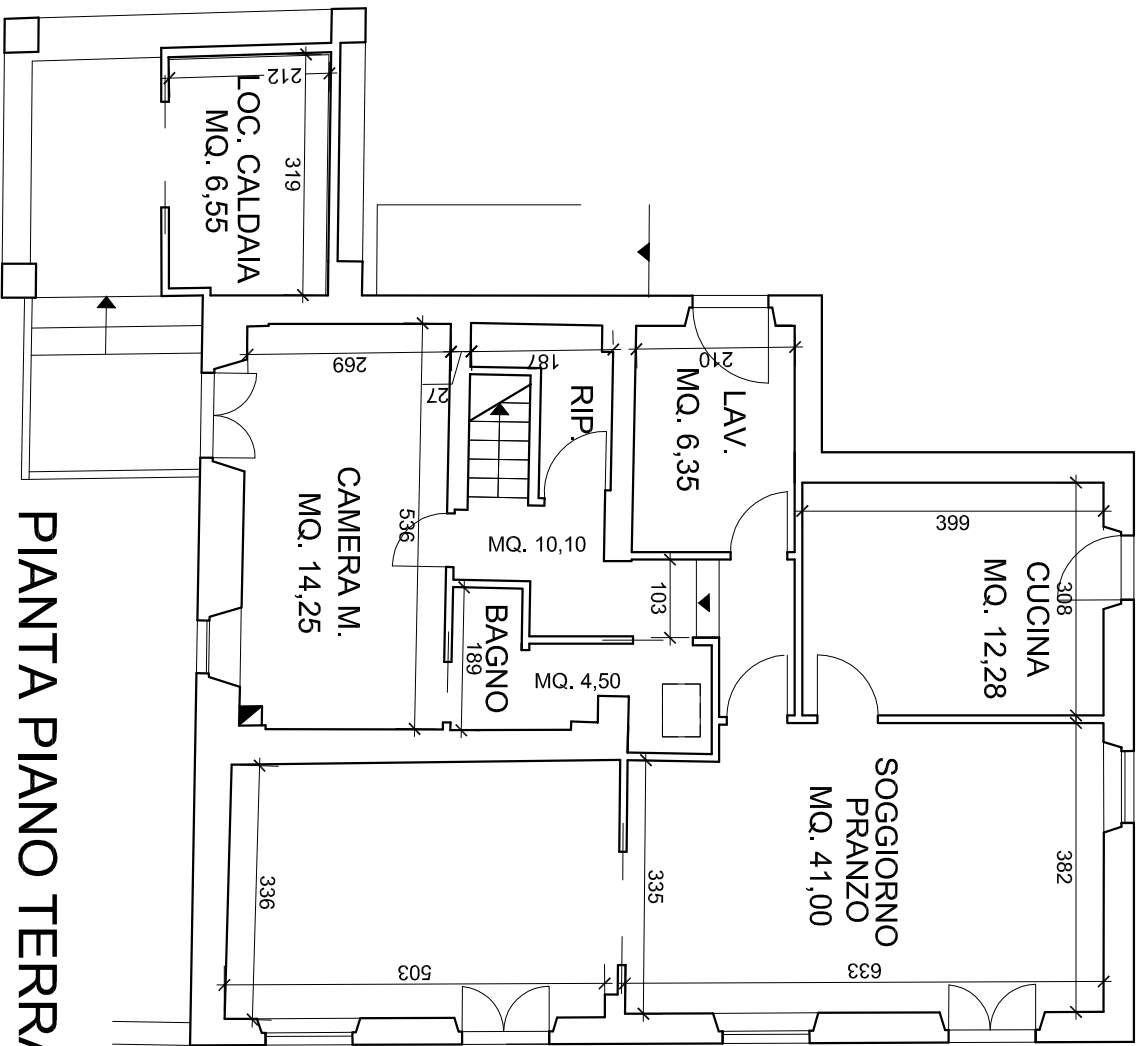 LOC. CALDAIA
MQ. 6,55
212
319
LAV.
MQ. 6,35
210
RIP.
187
27
269
CAMERA M.
MQ. 14,25
536
MQ. 10,10
103
BAGNO
189
MQ. 4,50
CUCINA
MQ. 12,28
399
308
SOGGIORNO
PRANZO
MQ. 41,00
382
335
633
336
503
PIANTA PIANO TERRA